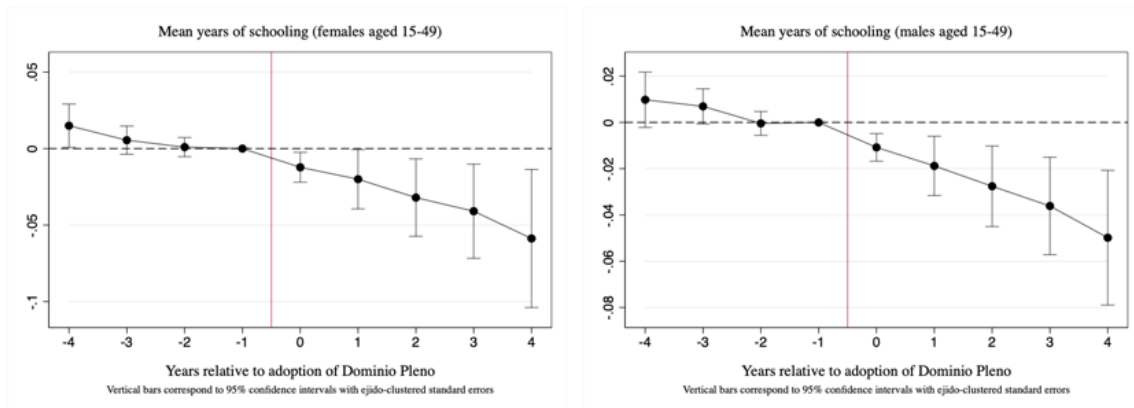 Mean years of schooling (females aged 15-49)
.05
0
-.05
-.1
-4 -3 -2 -1 0 1 2 3 4
Years relative to adoption of Dominio Pleno
Vertical bars correspond to 95% confidence intervals with ejido-clustered standard errors
Mean years of schooling (males aged 15-49)
.02
0
-.02
-.04
-.06
-.08
-4 -3 -2 -1 0 1 2 3 4
Years relative to adoption of Dominio Pleno
Vertical bars correspond to 95% confidence intervals with ejido-clustered standard errors